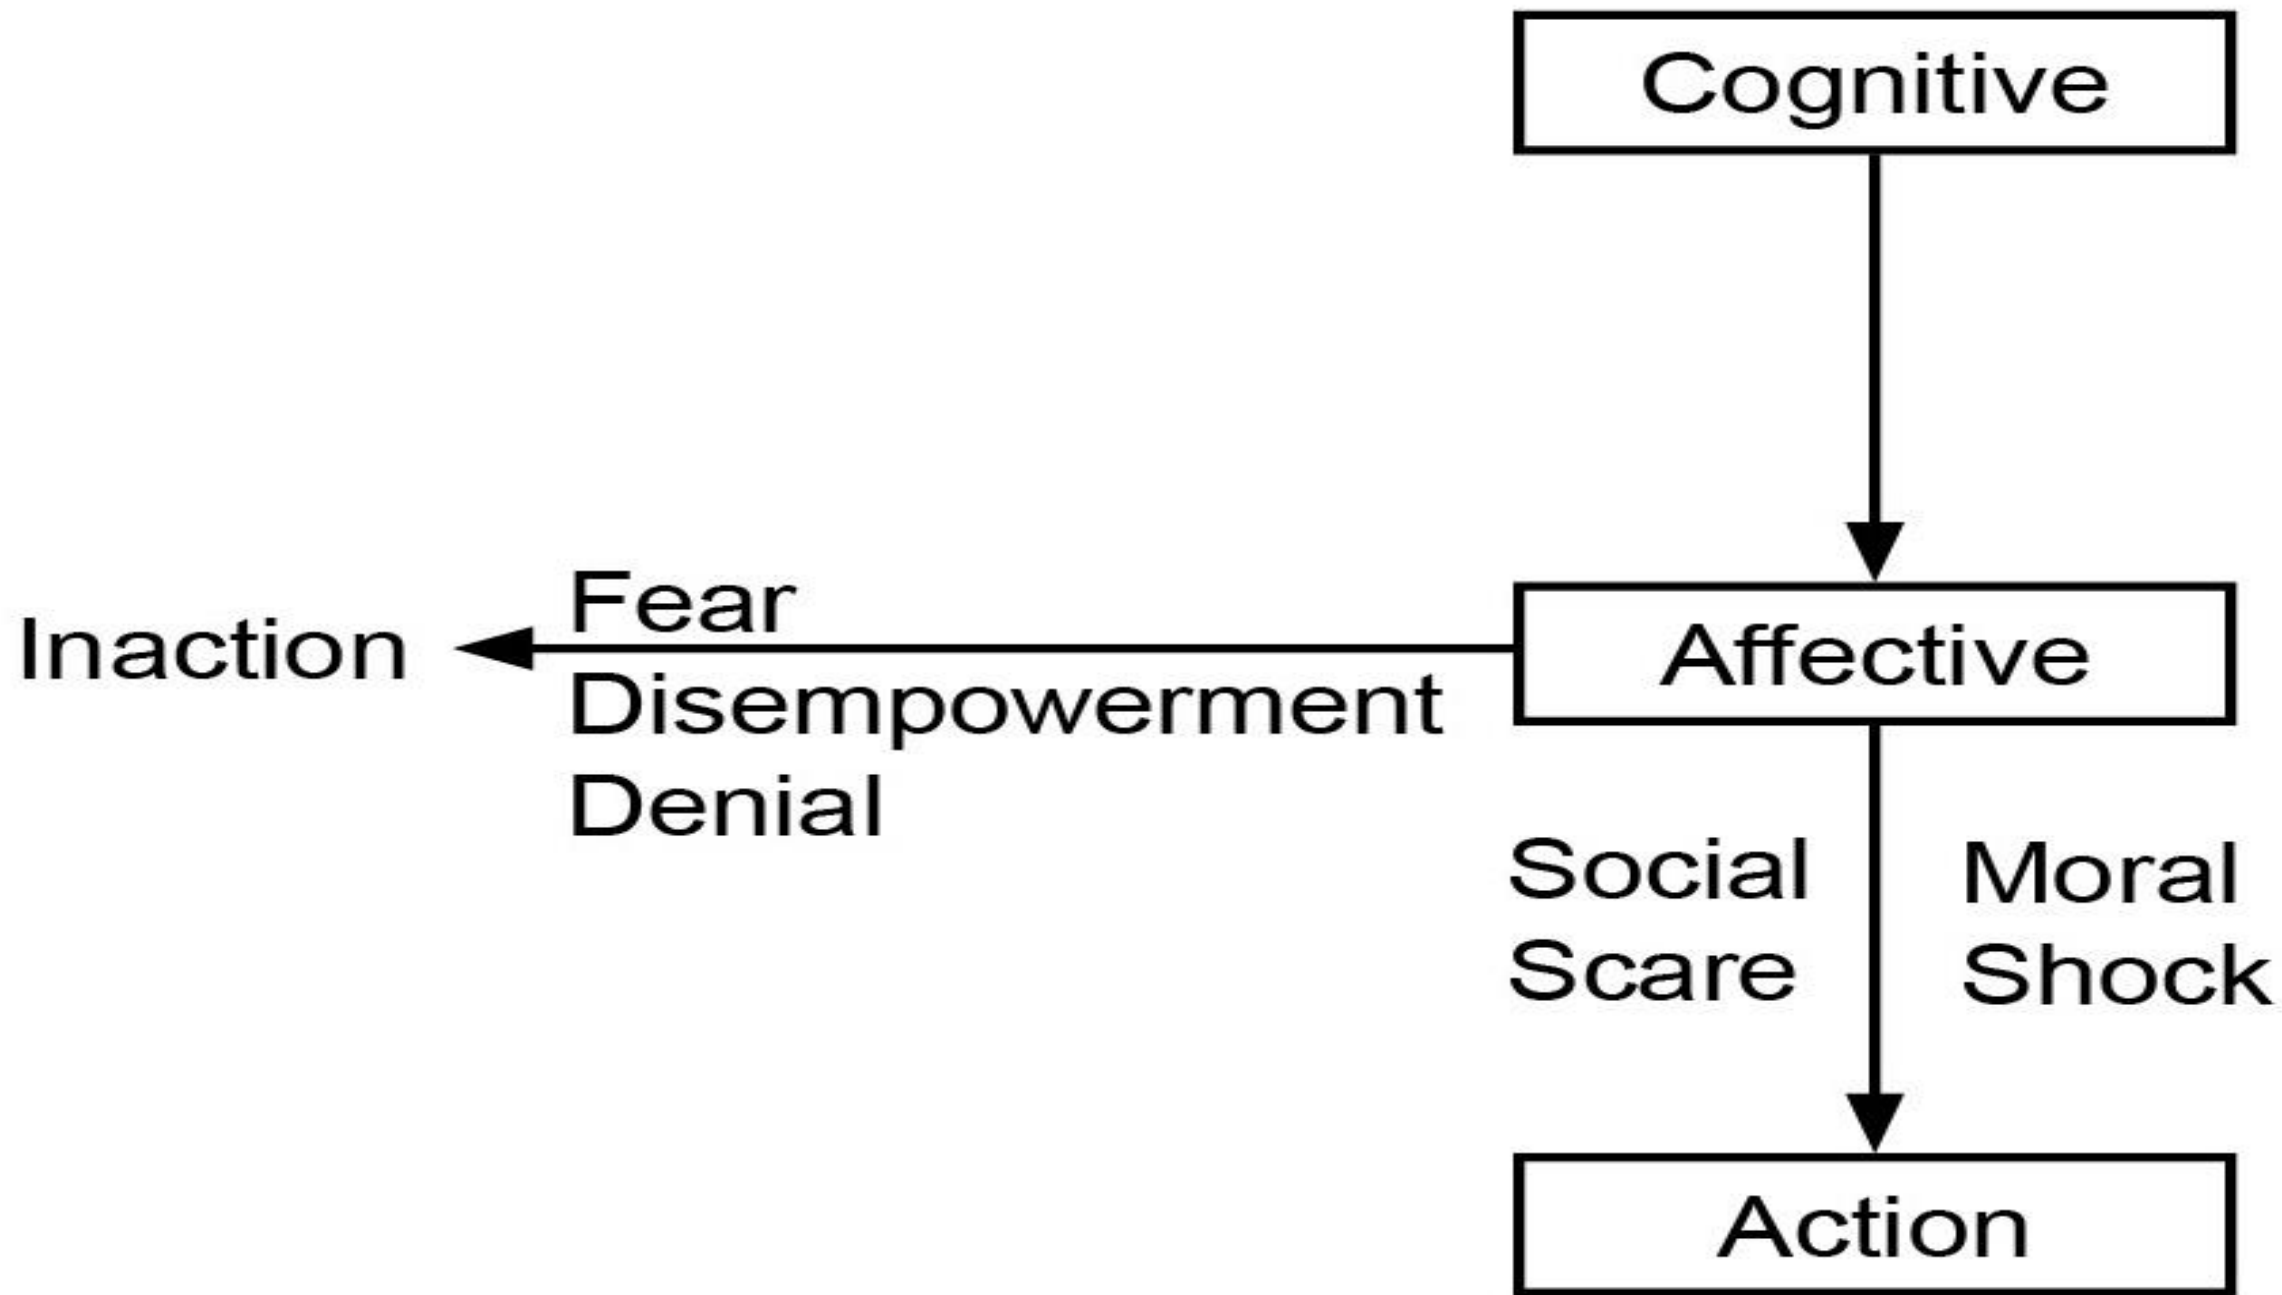 Cognitive
Fear
Inaction
Affective
Disempowerment
Denial
Social
Scare
Moral
Shock
Action